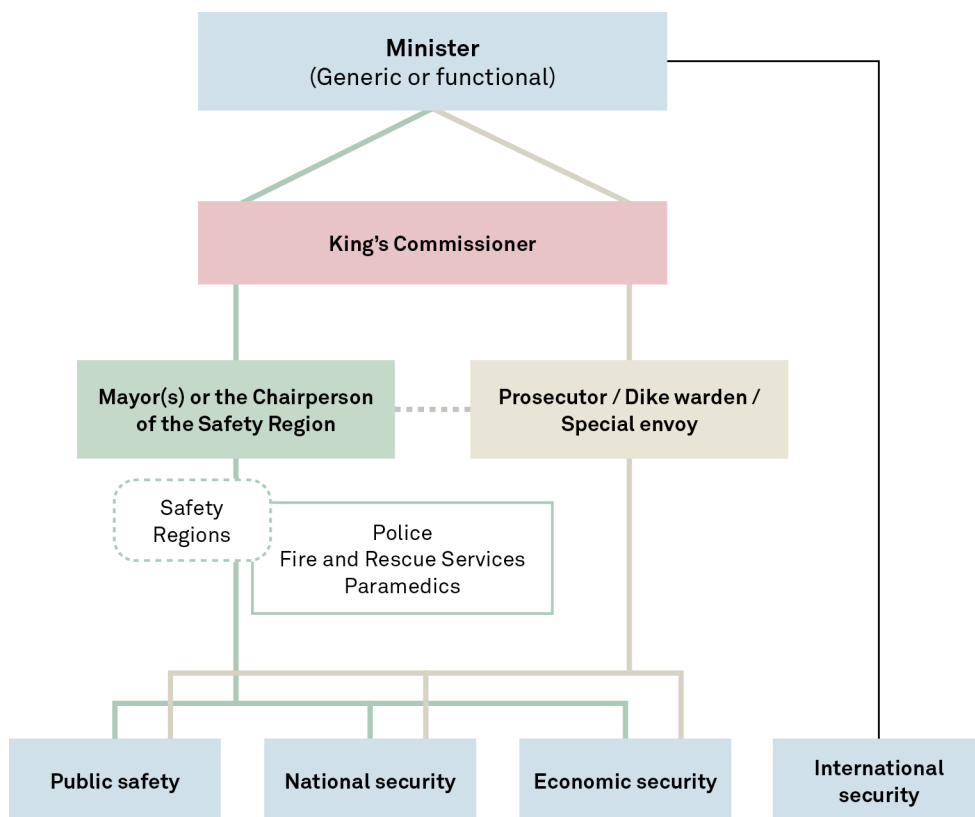 Minister
(Generic or functional)
King’s Commissioner
Mayor(s) or the Chairperson
of the Safety Region
Prosecutor / Dike warden /
Special envoy
Safety
Regions
Police
Fire and Rescue Services
Paramedics
Public safety
National security
Economic security
International
security